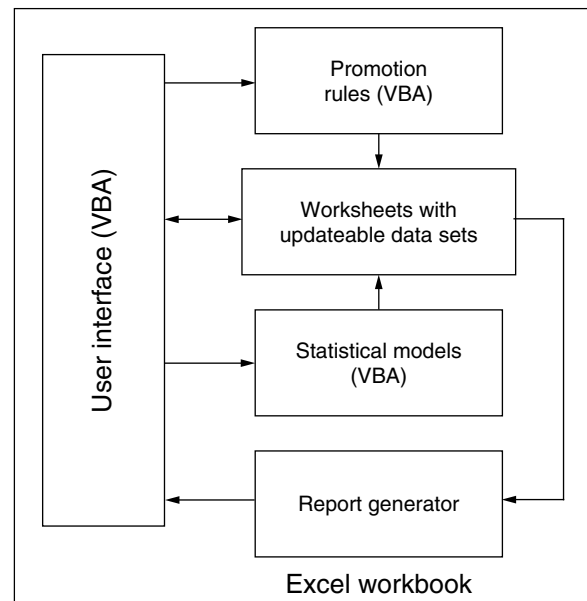 User interface (VBA)
Promotion
rules (VBA)
Worksheets with
updateable data sets
Statistical models
(VBA)
Report generator
Excel workbook